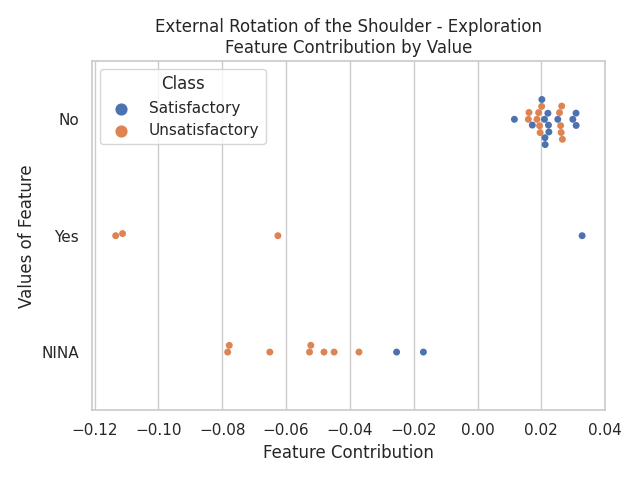 External Rotation of the Shoulder - Exploration
Feature Contribution by Value
Class
Satisfactory
Unsatisfactory
No
Yes
NINA
Values of Feature
−0.12 −0.10 −0.08 −0.06 −0.04 −0.02 0.00 0.02 0.04
Feature Contribution